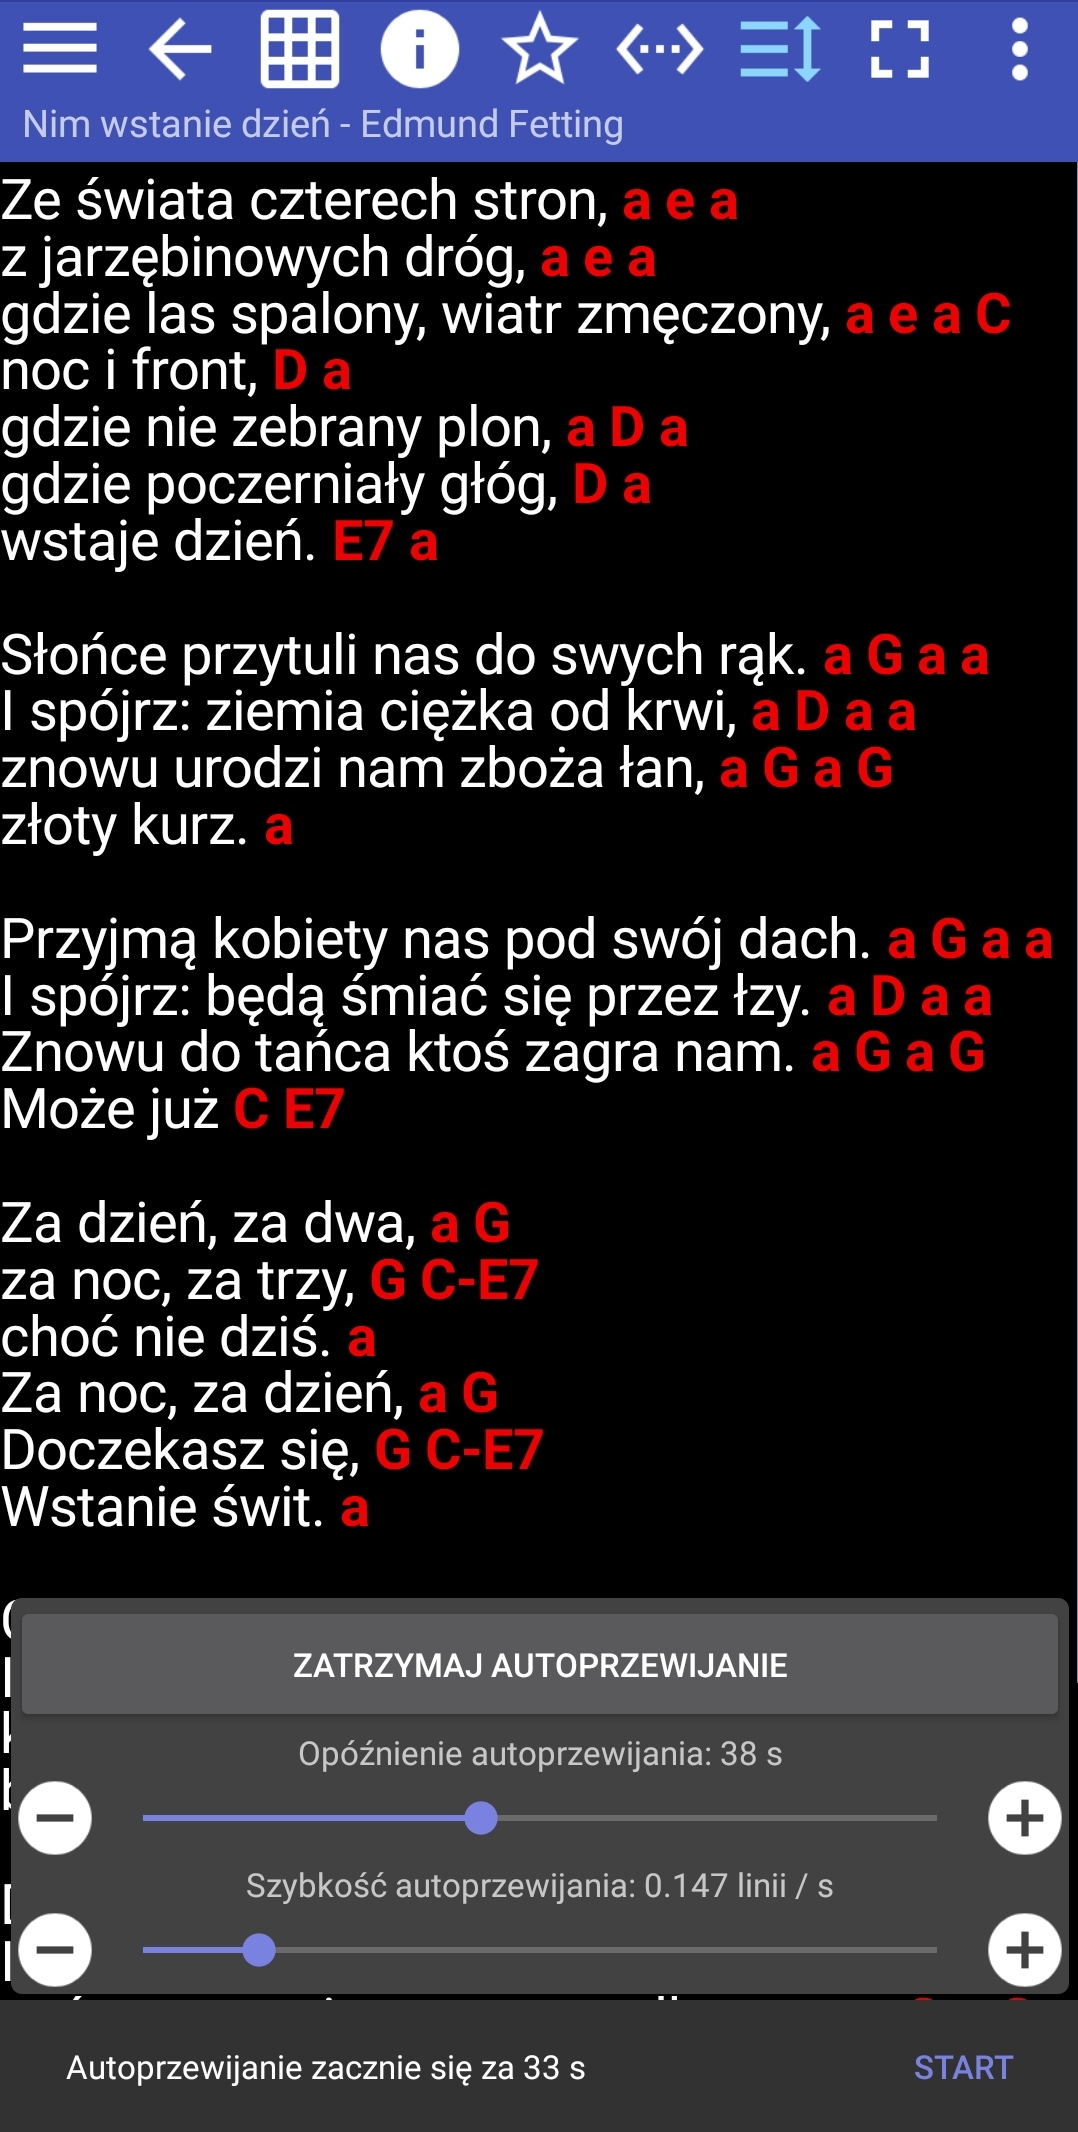 Nim wstanie dzień - Edmund Fetting
Ze świata czterech stron, a e a
z jarzębinowych dróg, a e a
gdzie las spalony, wiatr zmęczony, a e a C
noc i front, D a
gdzie nie zebrany plon, a D a
gdzie poczerniały głóg, D a
wstaje dzień. E7 a
Słońce przytuli nas do swych rąk. a G a a
I spójrz: ziemia ciężka od krwi, a D a a
znowu urodzi nam zboża łan, a G a G
złoty kurz. a
Przyjmą kobiety nas pod swój dach. a G a a
I spójrz: będą śmiać się przez łzy. a D a a
Znowu do tańca ktoś zagra nam. a G a G
Może już C E7
Za dzień, za dwa, a G
za noc, za trzy, G C-E7
choć nie dziś. a
Za noc, za dzień, a G
Doczekasz się, G C-E7
Wstanie świt. a
ZATRZYMAJ AUTOPRZEWIJANIE
Opóźnienie autoprzewijania: 38 s
Szybkość autoprzewijania: 0.147 linii / s
Autoprzewijanie zacznie się za 33 s
START